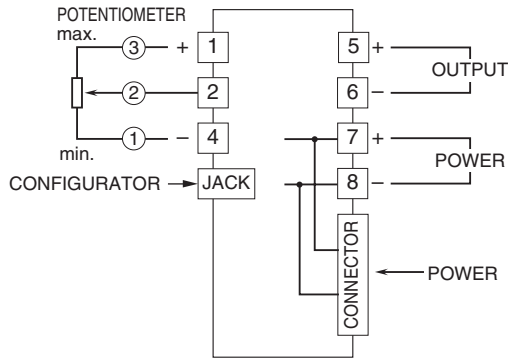 POTENTIOMETER
max.
3 + 1
2 2
1 − 4
min.
CONFIGURATOR JACK
5 +
OUTPUT
6 −
7 +
POWER
8 −
CONNECTOR
POWER